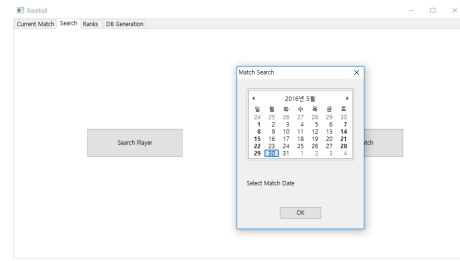 Baseball
Current Match Search Ranks DB Generation
Match Search
2016년 5월
일 월 화 수 목 금 토
24 25 26 27 28 29 30
1 2 3 4 5 6 7
8 9 10 11 12 13 14
15 16 17 18 19 20 21
22 23 24 25 26 27 28
29 30 31 1 2 3 4
Search Player
Select Match Date
OK